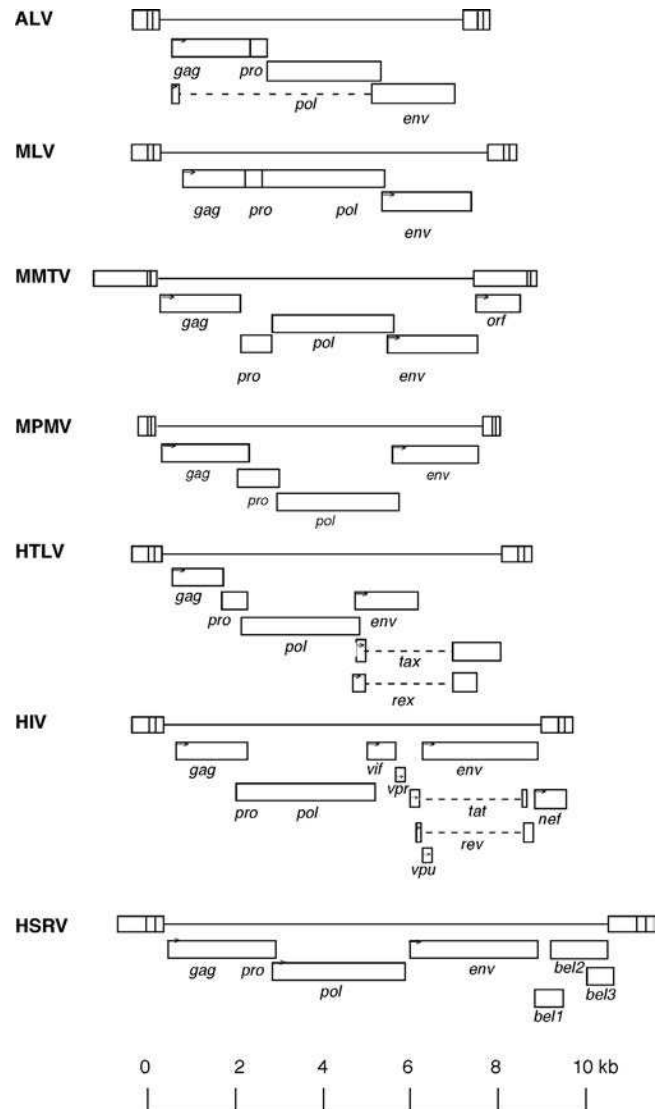 ALV
gag pro
pol
env
MLV
gag pro pol
env
MMTV
gag orf
pol
pro env
MPMV
gag env
pro
pol
HTLV
gag
pro env
pol
tax
rex
HIV
gag vif env
vpr
pro pol tat nef
rev
vpu
HSRV
gag pro env bel2
pol bel3
bel1
0 2 4 6 8 10 kb